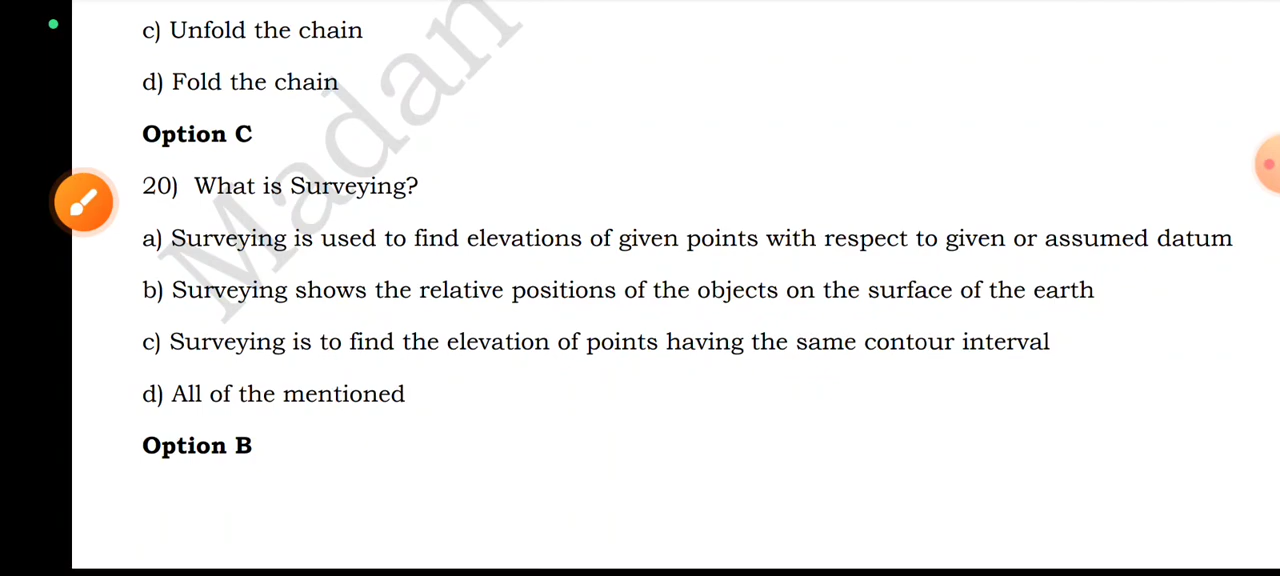 c) Unfold the chain
d) Fold the chain
Option C
20) What is Surveying?
a) Surveying is used to find elevations of given points with respect to given or assumed datum
b) Surveying shows the relative positions of the objects on the surface of the earth
c) Surveying is to find the elevation of points having the same contour interval
d) All of the mentioned
Option B
Madan